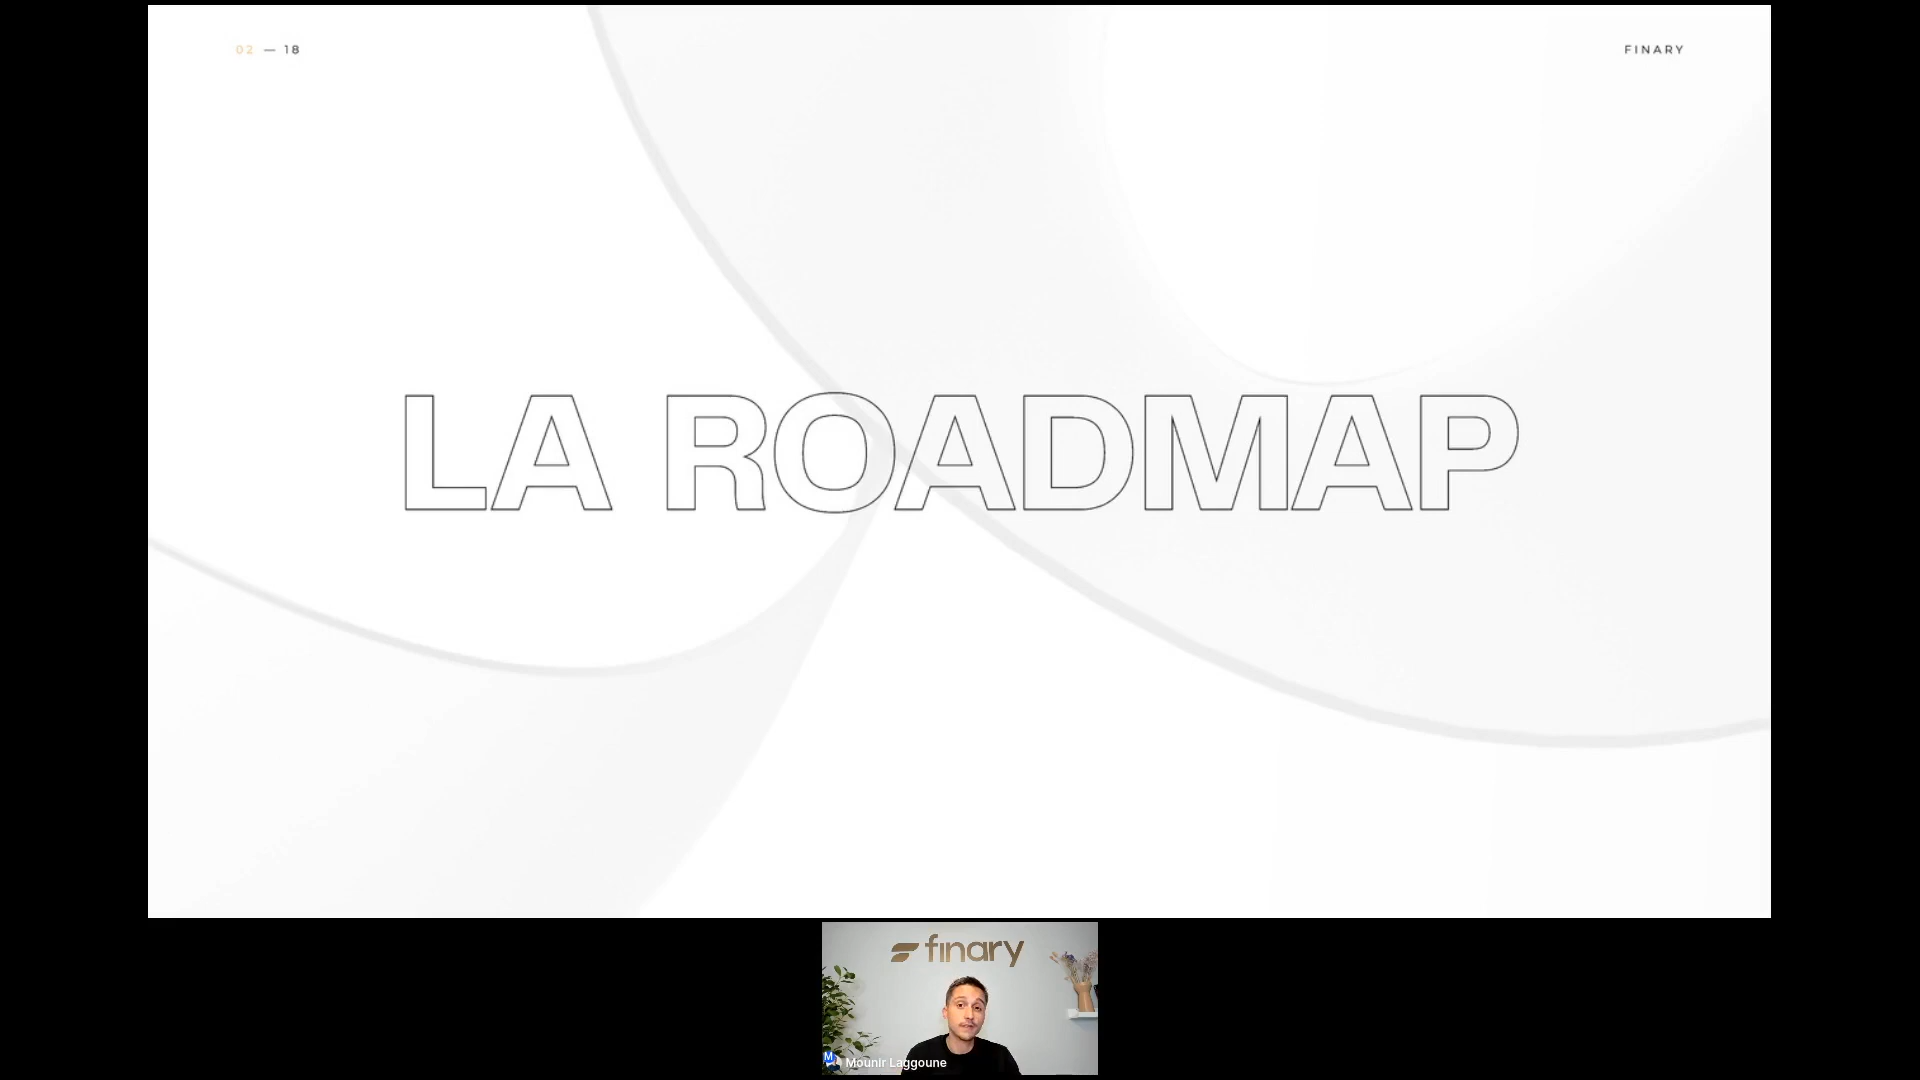 02 — 18
FINARY
LA ROADMAP
finary
M
Mounir Laggoune